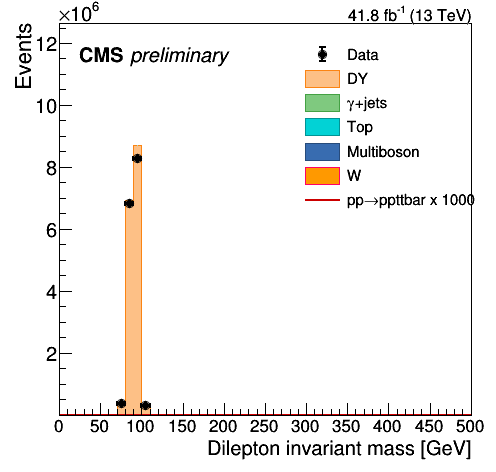 ×10⁶
41.8 fb⁻¹ (13 TeV)
Events
CMS preliminary
Data
DY
γ+jets
Top
Multiboson
W
pp→ppttbar x 1000
12
10
8
6
4
2
0 50 100 150 200 250 300 350 400 450 500
Dilepton invariant mass [GeV]